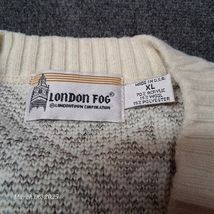 LONDON FOG®
© LONDONTOWN CORPORATION
MADE IN U.S.A.
XL
70% ACRYLIC
15% WOOL
15% POLYESTER